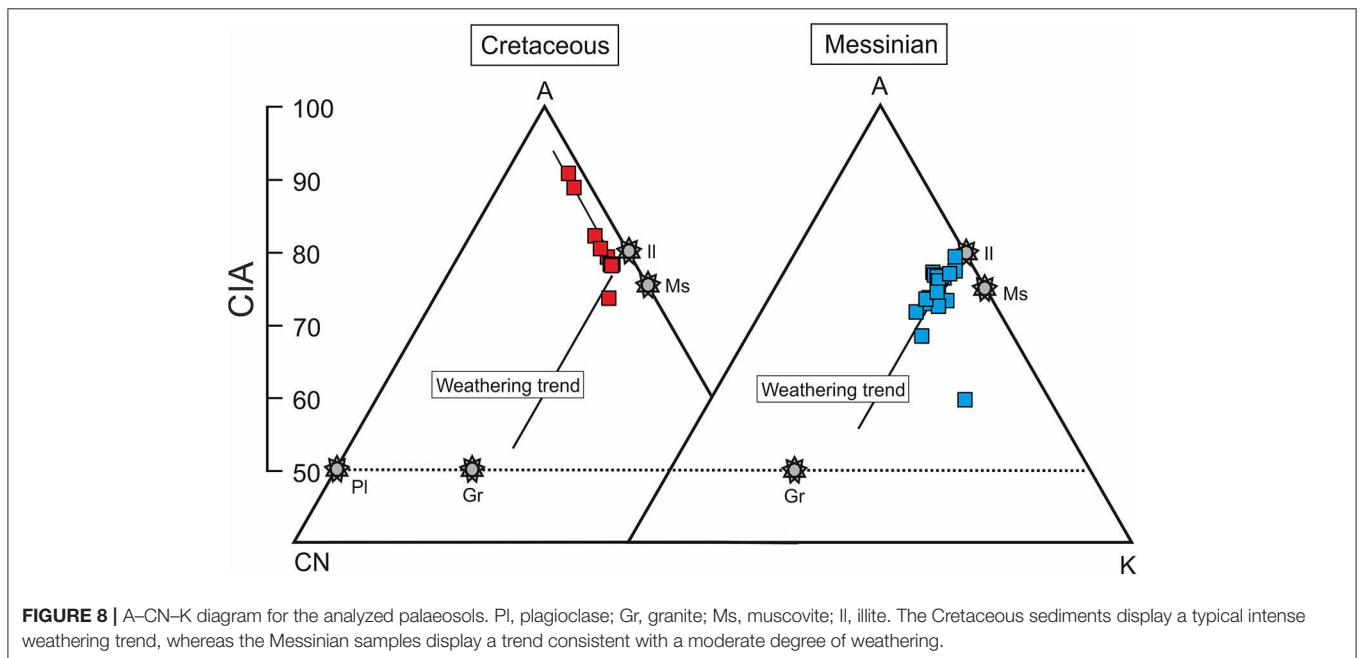 Cretaceous
Messinian
A
A
CIA
100
90
80
70
60
50
Il
Ms
Il
Ms
Weathering trend
Weathering trend
Pl
Gr
Gr
CN
K
FIGURE 8 | A–CN–K diagram for the analyzed palaeosols. Pl, plagioclase; Gr, granite; Ms, muscovite; Il, illite. The Cretaceous sediments display a typical intense
weathering trend, whereas the Messinian samples display a trend consistent with a moderate degree of weathering.